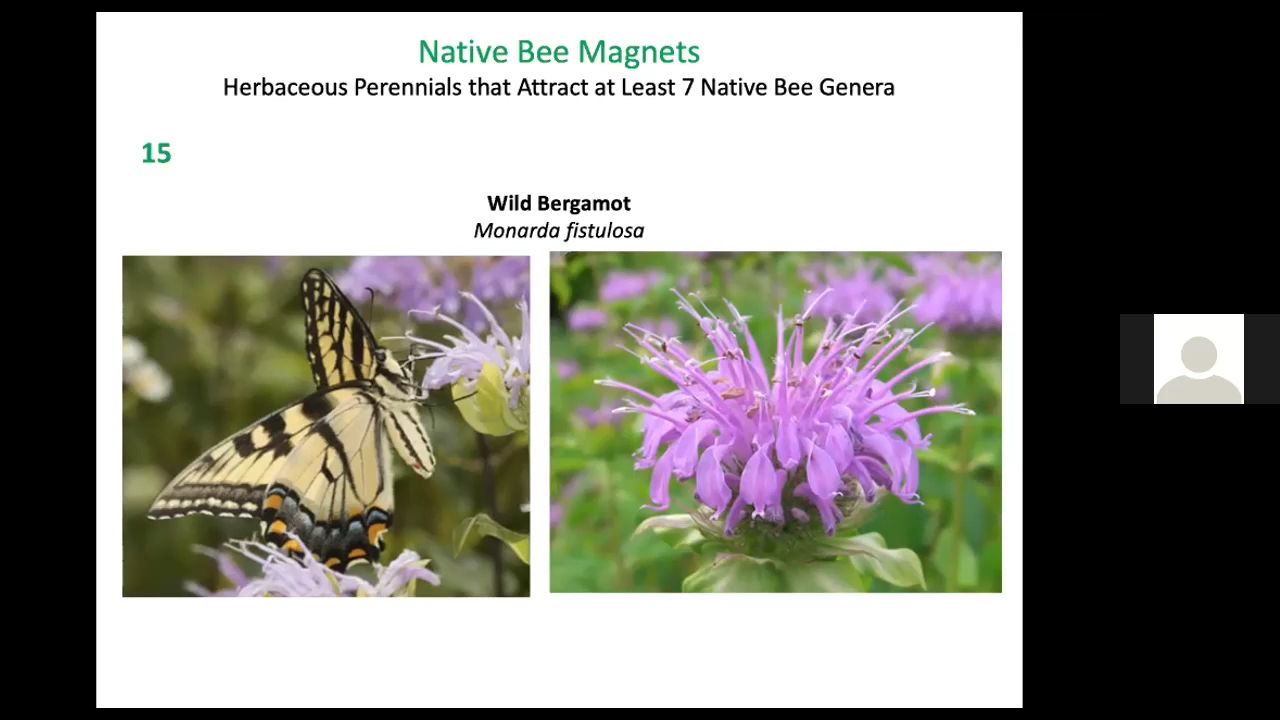 Native Bee Magnets
Herbaceous Perennials that Attract at Least 7 Native Bee Genera
15
Wild Bergamot
Monarda fistulosa